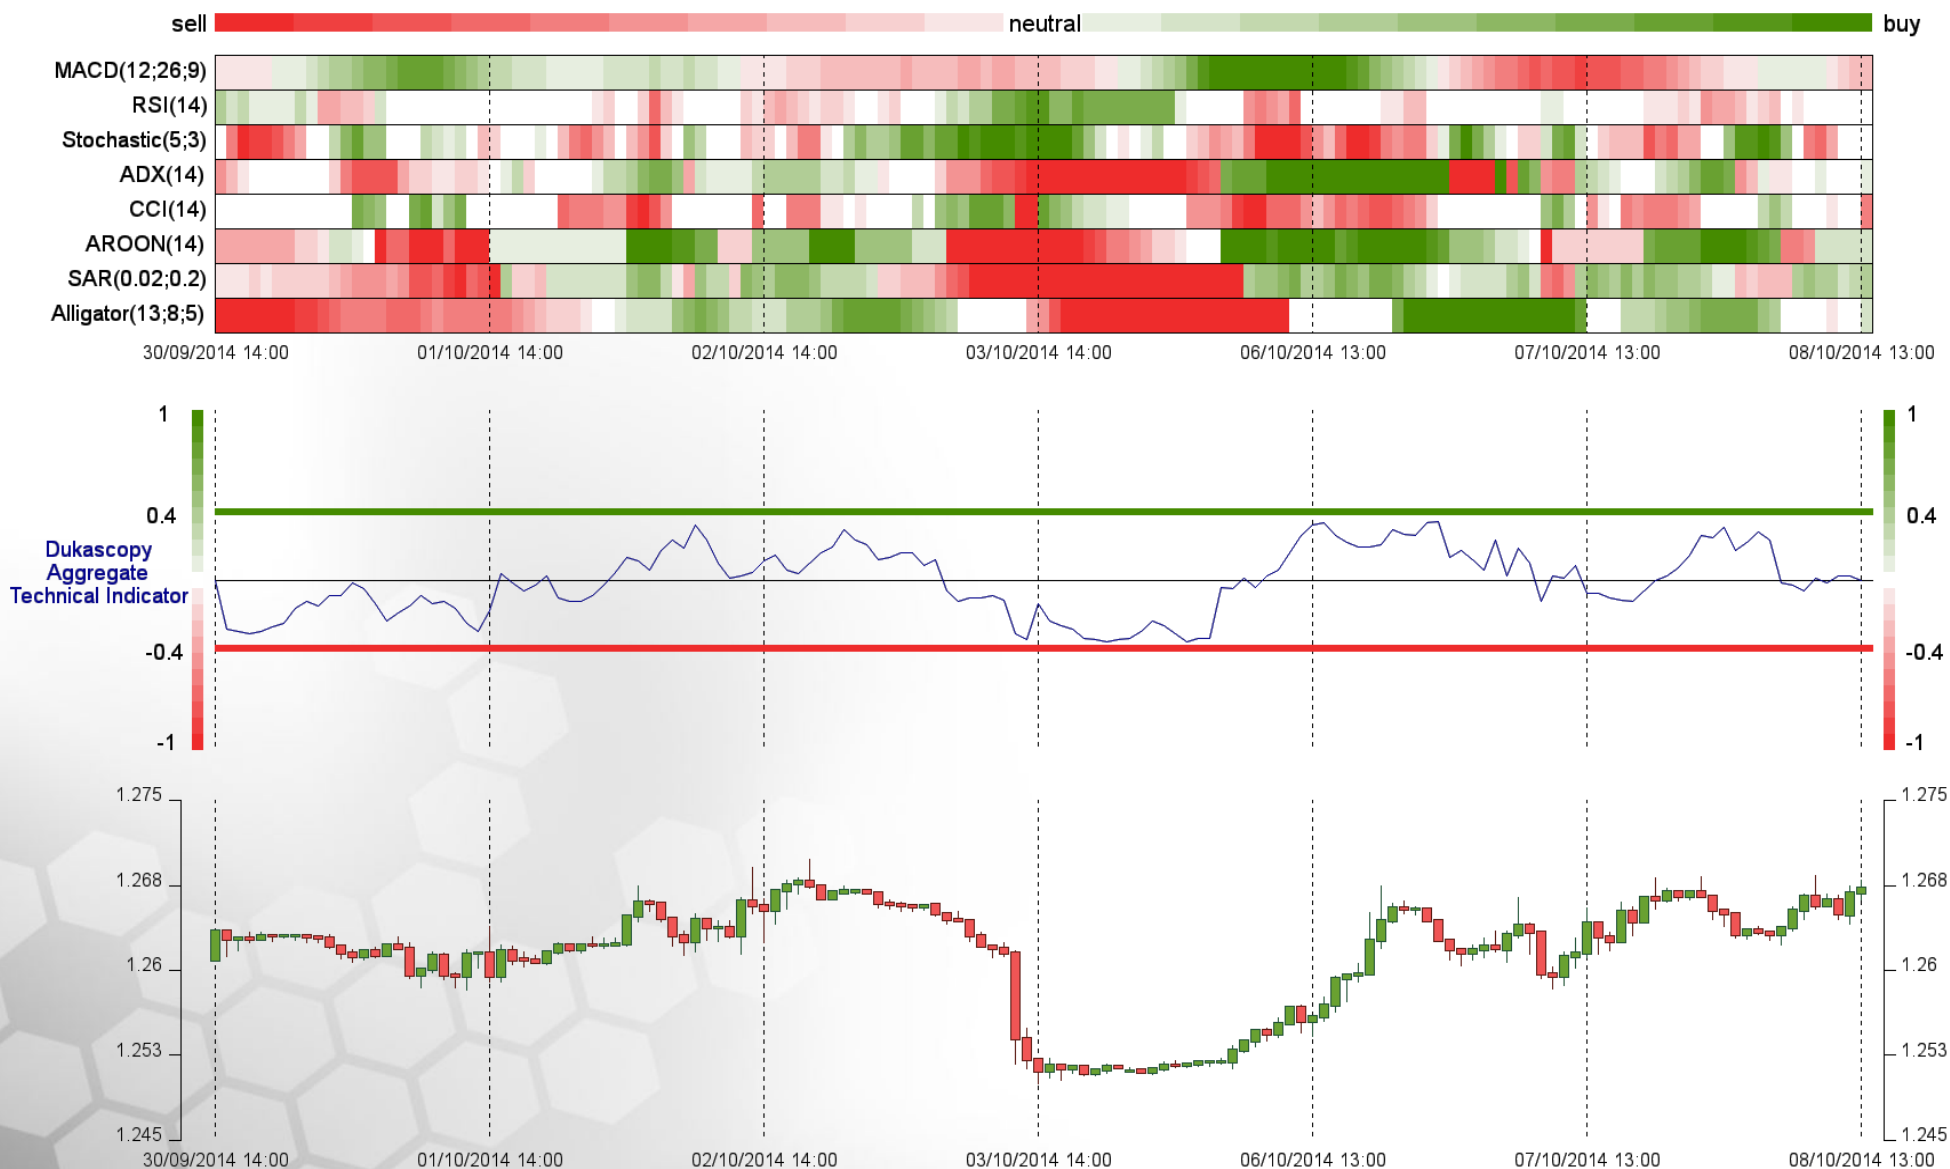 sell neutral buy
MACD(12;26;9)
RSI(14)
Stochastic(5;3)
ADX(14)
CCI(14)
AROON(14)
SAR(0.02;0.2)
Alligator(13;8;5)
30/09/2014 14:00 01/10/2014 14:00 02/10/2014 14:00 03/10/2014 14:00 06/10/2014 13:00 07/10/2014 13:00 08/10/2014 13:00
1 1
0.4 0.4
Dukascopy
Aggregate
Technical Indicator
-0.4 -0.4
-1 -1
1.275 1.275
1.268 1.268
1.26 1.26
1.253 1.253
1.245 1.245
30/09/2014 14:00 01/10/2014 14:00 02/10/2014 14:00 03/10/2014 14:00 06/10/2014 13:00 07/10/2014 13:00 08/10/2014 13:00